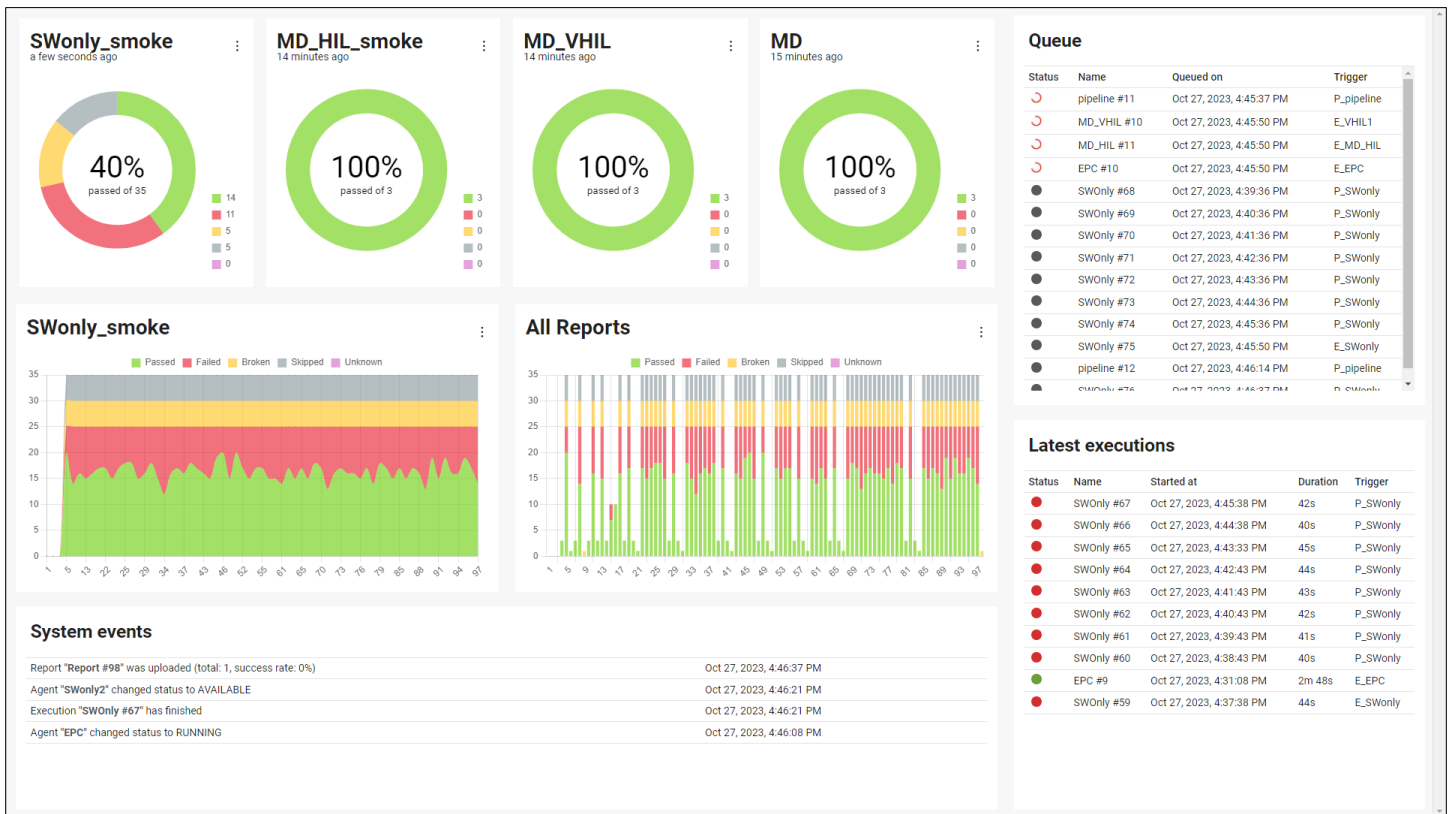 SWonly_smoke
a few seconds ago
40%
passed of 35
14
11
5
5
0
MD_HIL_smoke
14 minutes ago
100%
passed of 3
3
0
0
0
0
MD_VHIL
14 minutes ago
100%
passed of 3
3
0
0
0
0
MD
15 minutes ago
100%
passed of 3
3
0
0
0
0
SWonly_smoke
Passed Failed Broken Skipped Unknown
35
30
25
20
15
10
5
0
1 5 13 22 25 29 34 37 43 46 52 55 61 65 70 73 76 79 85 88 91 94 97
All Reports
Passed Failed Broken Skipped Unknown
35
30
25
20
15
10
5
0
1 5 9 13 17 21 25 29 33 37 41 45 49 53 57 61 65 69 73 77 81 85 89 93 97
System events
Report "Report #98" was uploaded (total: 1, success rate: 0%) Oct 27, 2023, 4:46:37 PM
Agent "SWonly2" changed status to AVAILABLE Oct 27, 2023, 4:46:21 PM
Execution "SWOnly #67" has finished Oct 27, 2023, 4:46:21 PM
Agent "EPC" changed status to RUNNING Oct 27, 2023, 4:46:08 PM
Queue
Status Name Queued on Trigger
pipeline #11 Oct 27, 2023, 4:45:37 PM P_pipeline
MD_VHIL #10 Oct 27, 2023, 4:45:50 PM E_VHIL1
MD_HIL #11 Oct 27, 2023, 4:45:50 PM E_MD_HIL
EPC #10 Oct 27, 2023, 4:45:50 PM E_EPC
SWOnly #68 Oct 27, 2023, 4:39:36 PM P_SWonly
SWOnly #69 Oct 27, 2023, 4:40:36 PM P_SWonly
SWOnly #70 Oct 27, 2023, 4:41:36 PM P_SWonly
SWOnly #71 Oct 27, 2023, 4:42:36 PM P_SWonly
SWOnly #72 Oct 27, 2023, 4:43:36 PM P_SWonly
SWOnly #73 Oct 27, 2023, 4:44:36 PM P_SWonly
SWOnly #74 Oct 27, 2023, 4:45:36 PM P_SWonly
SWOnly #75 Oct 27, 2023, 4:45:50 PM E_SWonly
pipeline #12 Oct 27, 2023, 4:46:14 PM P_pipeline
SWOnly #76 Oct 27, 2023, 4:46:37 PM P_SWonly
Latest executions
Status Name Started at Duration Trigger
SWOnly #67 Oct 27, 2023, 4:45:38 PM 42s P_SWonly
SWOnly #66 Oct 27, 2023, 4:44:38 PM 40s P_SWonly
SWOnly #65 Oct 27, 2023, 4:43:33 PM 45s P_SWonly
SWOnly #64 Oct 27, 2023, 4:42:43 PM 44s P_SWonly
SWOnly #63 Oct 27, 2023, 4:41:43 PM 43s P_SWonly
SWOnly #62 Oct 27, 2023, 4:40:43 PM 42s P_SWonly
SWOnly #61 Oct 27, 2023, 4:39:43 PM 41s P_SWonly
SWOnly #60 Oct 27, 2023, 4:38:43 PM 40s P_SWonly
EPC #9 Oct 27, 2023, 4:31:08 PM 2m 48s E_EPC
SWOnly #59 Oct 27, 2023, 4:37:38 PM 44s E_SWonly